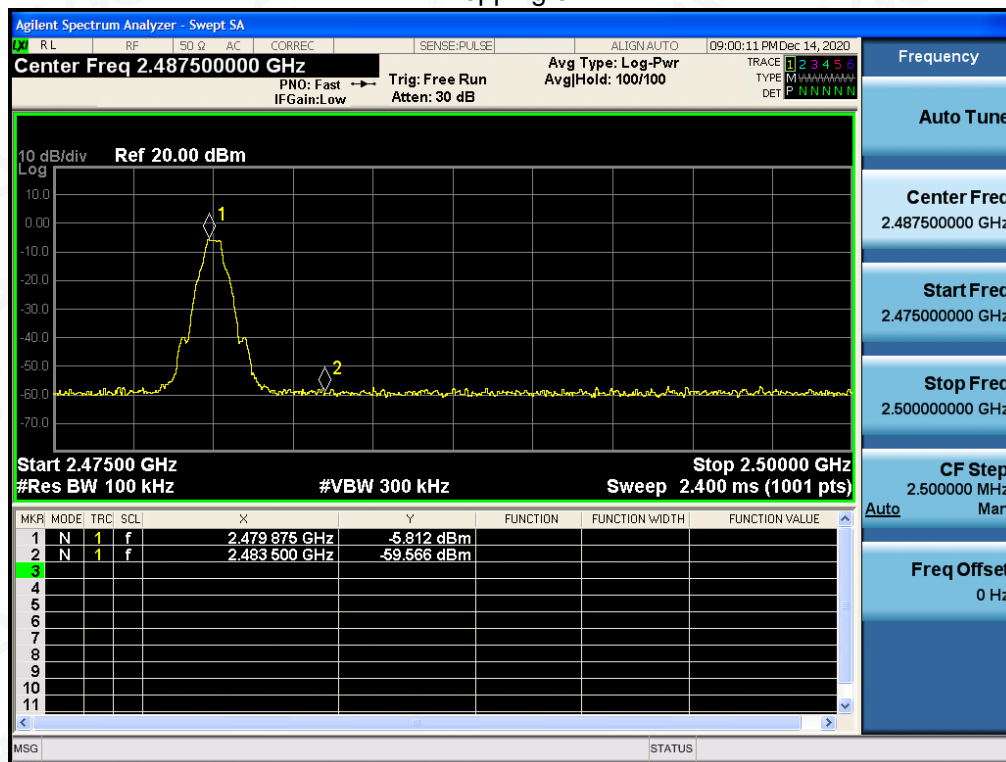 Agilent Spectrum Analyzer - Swept SA
LXI RL RF 50 Ω AC CORREC SENSE:PULSE ALIGN AUTO 09:00:11 PM Dec 14, 2020
Center Freq 2.487500000 GHz
PNO: Fast
IFGain:Low
Trig: Free Run
Atten: 30 dB
Avg Type: Log-Pwr
Avg|Hold: 100/100
TRACE 1 2 3 4 5 6
TYPE M WWWWW
DET P N N N N N
10 dB/div Ref 20.00 dBm
Log
10.0
0.00
-10.0
-20.0
-30.0
-40.0
-50.0
-60.0
-70.0
1
2
Start 2.47500 GHz Stop 2.50000 GHz
#Res BW 100 kHz #VBW 300 kHz Sweep 2.400 ms (1001 pts)
MKR MODE TRC SCL X Y FUNCTION FUNCTION WIDTH FUNCTION VALUE
1 N 1 f 2.479 875 GHz -5.812 dBm
2 N 1 f 2.483 500 GHz -59.566 dBm
3
4
5
6
7
8
9
10
11
MSG STATUS
Frequency
Auto Tune
Center Freq
2.487500000 GHz
Start Freq
2.475000000 GHz
Stop Freq
2.500000000 GHz
CF Step
2.500000 MHz
Auto Man
Freq Offset
0 Hz